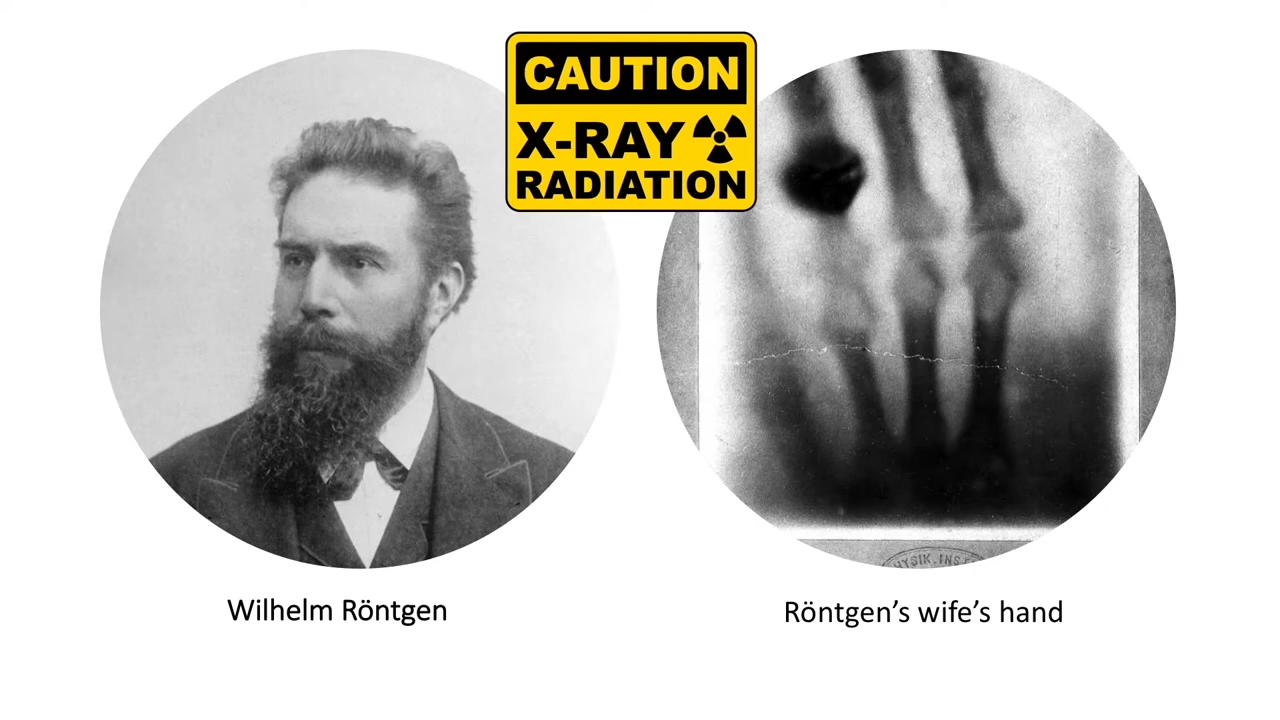 CAUTION
X-RAY
RADIATION
Wilhelm Röntgen
Röntgen’s wife’s hand